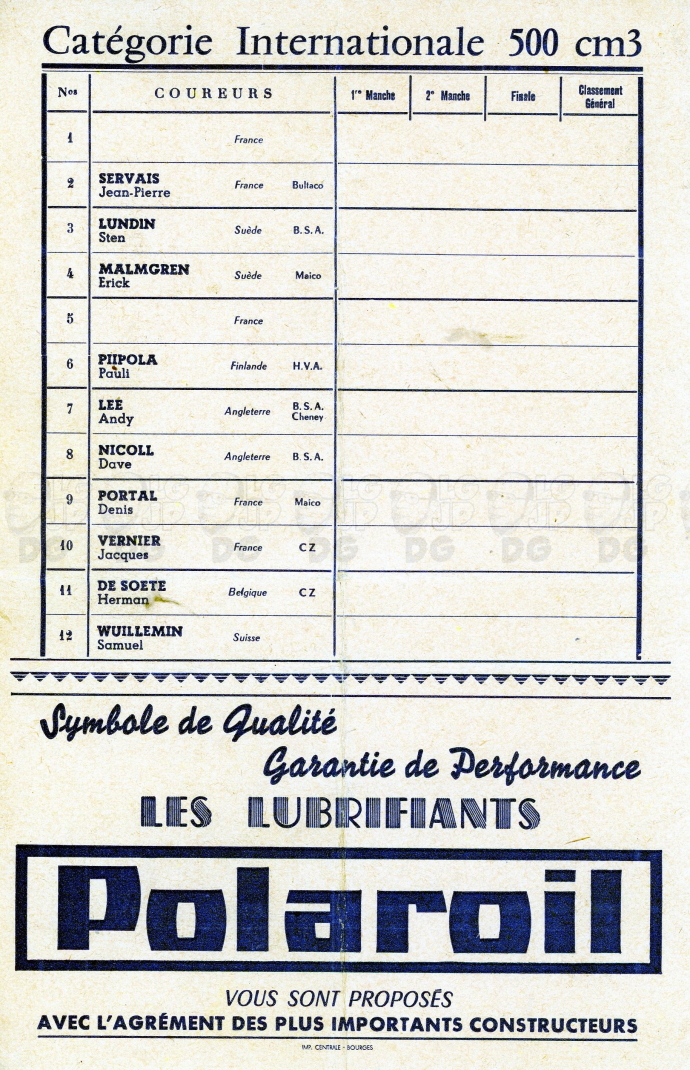 Catégorie Internationale 500 cm3
Nos COUREURS 1re Manche 2e Manche Finale Classement Général
1 France
2 SERVAIS Jean-Pierre France Bultaco
3 LUNDIN Sten Suède B.S.A.
4 MALMGREN Erick Suède Maico
5 France
6 PIIPOLA Pauli Finlande H.V.A.
7 LEE Andy Angleterre B.S.A. Cheney
8 NICOLL Dave Angleterre B.S.A.
9 PORTAL Denis France Maico
10 VERNIER Jacques France CZ
11 DE SOETE Herman Belgique CZ
12 WUILLEMIN Samuel Suisse
Symbole de Qualité
Garantie de Performance
LES LUBRIFIANTS
Polaroil
VOUS SONT PROPOSÉS
AVEC L'AGRÉMENT DES PLUS IMPORTANTS CONSTRUCTEURS
IMP. CENTRALE - BOURGES